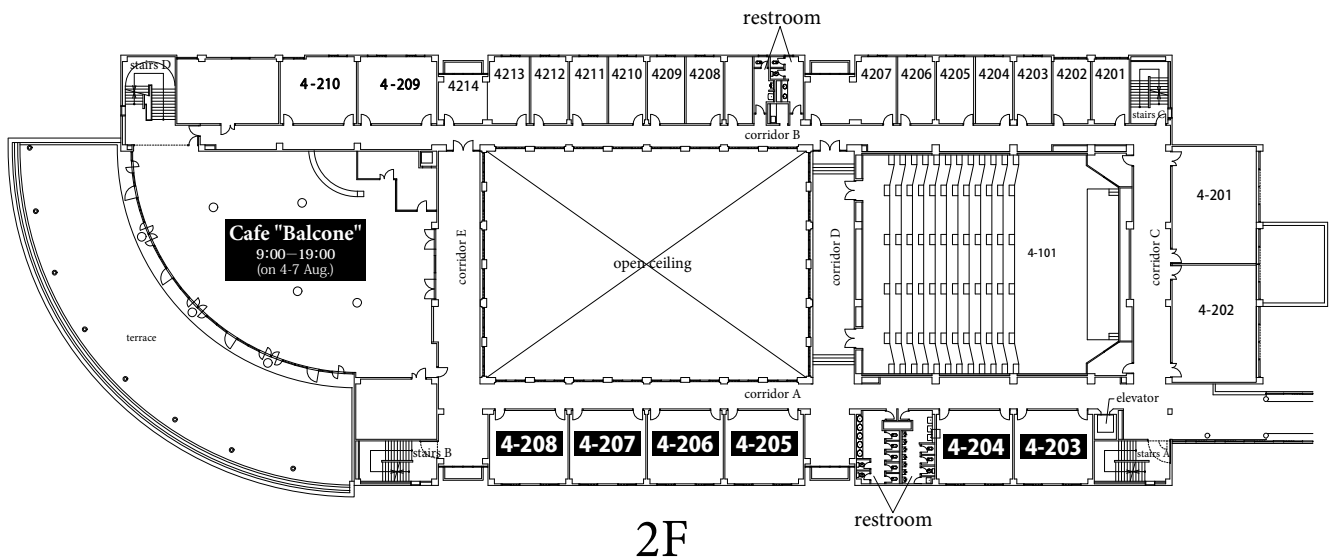 restroom
stairs D
4-210
4-209
4214
4213
4212
4211
4210
4209
4208
4207
4206
4205
4204
4203
4202
4201
stairs C
corridor B
Cafe "Balcone"
9:00—19:00
(on 4-7 Aug.)
corridor E
open ceiling
corridor D
4-101
corridor C
4-201
4-202
terrace
corridor A
elevator
stairs B
4-208
4-207
4-206
4-205
4-204
4-203
stairs A
restroom
2F